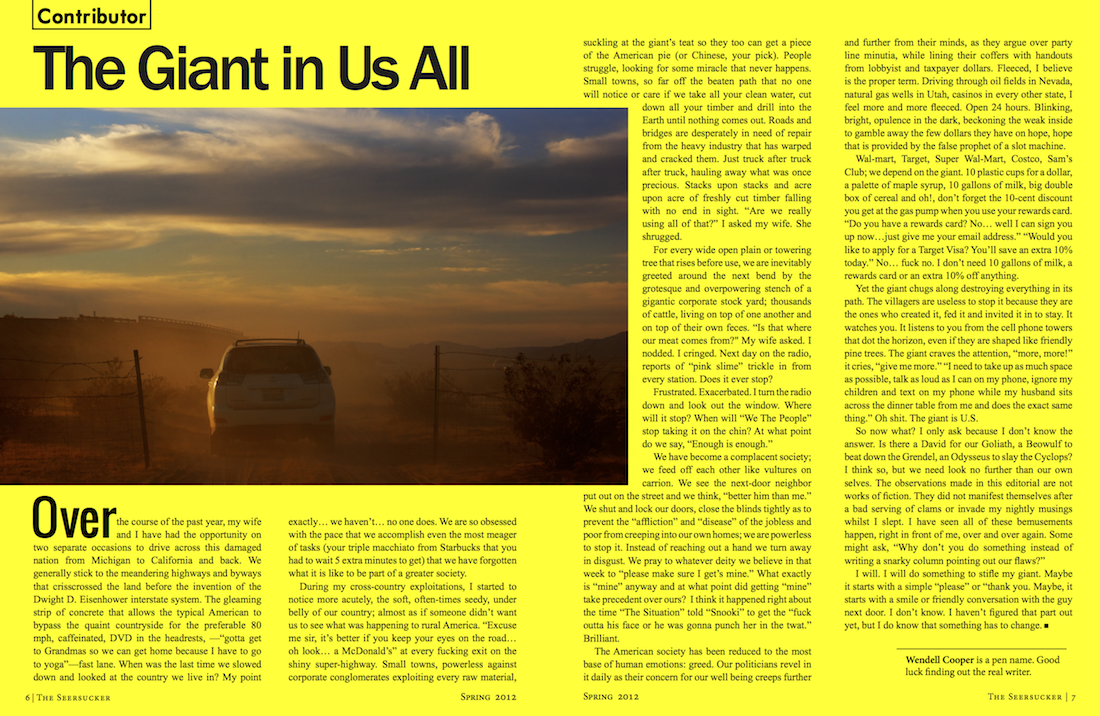 Contributor
The Giant in Us All
Over the course of the past year, my wife
and I have had the opportunity on
two separate occasions to drive across this damaged
nation from Michigan to California and back. We
generally stick to the meandering highways and byways
that crisscrossed the land before the invention of the
Dwight D. Eisenhower interstate system. The gleaming
strip of concrete that allows the typical American to
bypass the quaint countryside for the preferable 80
mph, caffeinated, DVD in the headrests, —“gotta get
to Grandmas so we can get home because I have to go
to yoga”—fast lane. When was the last time we slowed
down and looked at the country we live in? My point
exactly… we haven’t… no one does. We are so obsessed
with the pace that we accomplish even the most meager
of tasks (your triple macchiato from Starbucks that you
had to wait 5 extra minutes to get) that we have forgotten
what it is like to be part of a greater society.
During my cross-country exploitations, I started to
notice more acutely, the soft, often-times seedy, under
belly of our country; almost as if someone didn’t want
us to see what was happening to rural America. “Excuse
me sir, it’s better if you keep your eyes on the road…
oh look… a McDonald’s” at every fucking exit on the
shiny super-highway. Small towns, powerless against
corporate conglomerates exploiting every raw material,
suckling at the giant’s teat so they too can get a piece
of the American pie (or Chinese, your pick). People
struggle, looking for some miracle that never happens.
Small towns, so far off the beaten path that no one
will notice or care if we take all your clean water, cut
down all your timber and drill into the
Earth until nothing comes out. Roads and
bridges are desperately in need of repair
from the heavy industry that has warped
and cracked them. Just truck after truck
after truck, hauling away what was once
precious. Stacks upon stacks and acre
upon acre of freshly cut timber falling
with no end in sight. “Are we really
using all of that?” I asked my wife. She
shrugged.
For every wide open plain or towering
tree that rises before use, we are inevitably
greeted around the next bend by the
grotesque and overpowering stench of a
gigantic corporate stock yard; thousands
of cattle, living on top of one another and
on top of their own feces. “Is that where
our meat comes from?” My wife asked. I
nodded. I cringed. Next day on the radio,
reports of “pink slime” trickle in from
every station. Does it ever stop?
Frustrated. Exacerbated. I turn the radio
down and look out the window. Where
will it stop? When will “We The People”
stop taking it on the chin? At what point
do we say, “Enough is enough.”
We have become a complacent society;
we feed off each other like vultures on
carrion. We see the next-door neighbor
put out on the street and we think, “better him than me.”
We shut and lock our doors, close the blinds tightly as to
prevent the “affliction” and “disease” of the jobless and
poor from creeping into our own homes; we are powerless
to stop it. Instead of reaching out a hand we turn away
in disgust. We pray to whatever deity we believe in that
week to “please make sure I get’s mine.” What exactly
is “mine” anyway and at what point did getting “mine”
take precedent over ours? I think it happened right about
the time “The Situation” told “Snooki” to get the “fuck
outta his face or he was gonna punch her in the twat.”
Brilliant.
The American society has been reduced to the most
base of human emotions: greed. Our politicians revel in
it daily as their concern for our well being creeps further
and further from their minds, as they argue over party
line minutia, while lining their coffers with handouts
from lobbyist and taxpayer dollars. Fleeced, I believe
is the proper term. Driving through oil fields in Nevada,
natural gas wells in Utah, casinos in every other state, I
feel more and more fleeced. Open 24 hours. Blinking,
bright, opulence in the dark, beckoning the weak inside
to gamble away the few dollars they have on hope, hope
that is provided by the false prophet of a slot machine.
Wal-mart, Target, Super Wal-Mart, Costco, Sam’s
Club; we depend on the giant. 10 plastic cups for a dollar,
a palette of maple syrup, 10 gallons of milk, big double
box of cereal and oh!, don’t forget the 10-cent discount
you get at the gas pump when you use your rewards card.
“Do you have a rewards card? No… well I can sign you
up now…just give me your email address.” “Would you
like to apply for a Target Visa? You’ll save an extra 10%
today.” No… fuck no. I don’t need 10 gallons of milk, a
rewards card or an extra 10% off anything.
Yet the giant chugs along destroying everything in its
path. The villagers are useless to stop it because they are
the ones who created it, fed it and invited it in to stay. It
watches you. It listens to you from the cell phone towers
that dot the horizon, even if they are shaped like friendly
pine trees. The giant craves the attention, “more, more!”
it cries, “give me more.” “I need to take up as much space
as possible, talk as loud as I can on my phone, ignore my
children and text on my phone while my husband sits
across the dinner table from me and does the exact same
thing.” Oh shit. The giant is U.S.
So now what? I only ask because I don’t know the
answer. Is there a David for our Goliath, a Beowulf to
beat down the Grendel, an Odysseus to slay the Cyclops?
I think so, but we need look no further than our own
selves. The observations made in this editorial are not
works of fiction. They did not manifest themselves after
a bad serving of clams or invade my nightly musings
whilst I slept. I have seen all of these bemusements
happen, right in front of me, over and over again. Some
might ask, “Why don’t you do something instead of
writing a snarky column pointing out our flaws?”
I will. I will do something to stifle my giant. Maybe
it starts with a simple “please” or “thank you. Maybe, it
starts with a smile or friendly conversation with the guy
next door. I don’t know. I haven’t figured that part out
yet, but I do know that something has to change. ■
Wendell Cooper is a pen name. Good
luck finding out the real writer.
6 | The Seersucker
Spring 2012
Spring 2012
The Seersucker | 7